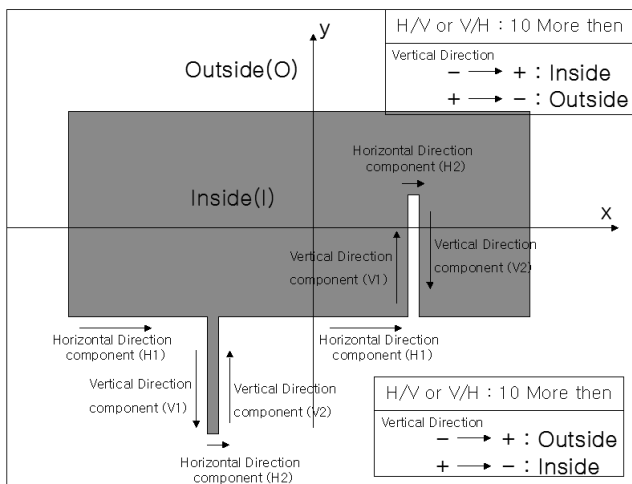 y
H/V or V/H : 10 More then
Vertical Direction
− → + : Inside
+ → − : Outside
Outside(O)
Horizontal Direction
component (H2)
Inside(I)
x
Vertical Direction
component (V1)
Vertical Direction
component (V2)
Horizontal Direction
component (H1)
Horizontal Direction
component (H1)
Vertical Direction
component (V1)
Vertical Direction
component (V2)
Horizontal Direction
component (H2)
H/V or V/H : 10 More then
Vertical Direction
− → + : Outside
+ → − : Inside